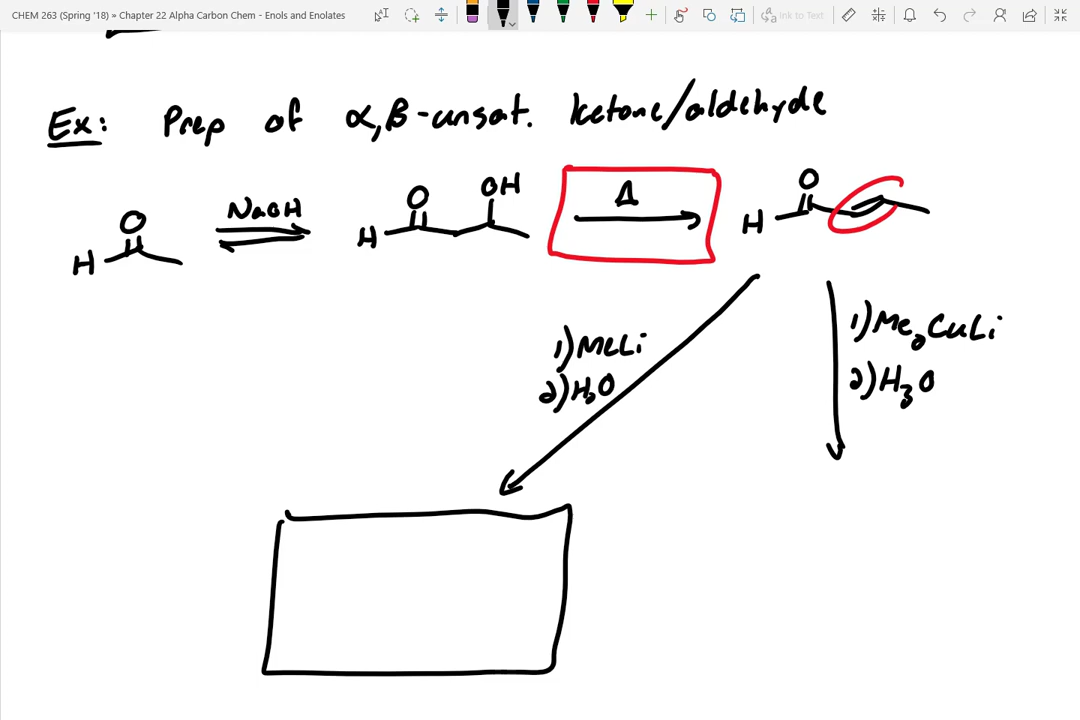 CHEM 263 (Spring '18) » Chapter 22 Alpha Carbon Chem - Enols and Enolates
Ink to Text
Ex: Prep of α,β-unsat. ketone/aldehyde
O
H
NaOH
O OH
H
Δ
O
H
1) MeLi
2) H₂O
1) Me₂CuLi
2) H₃O